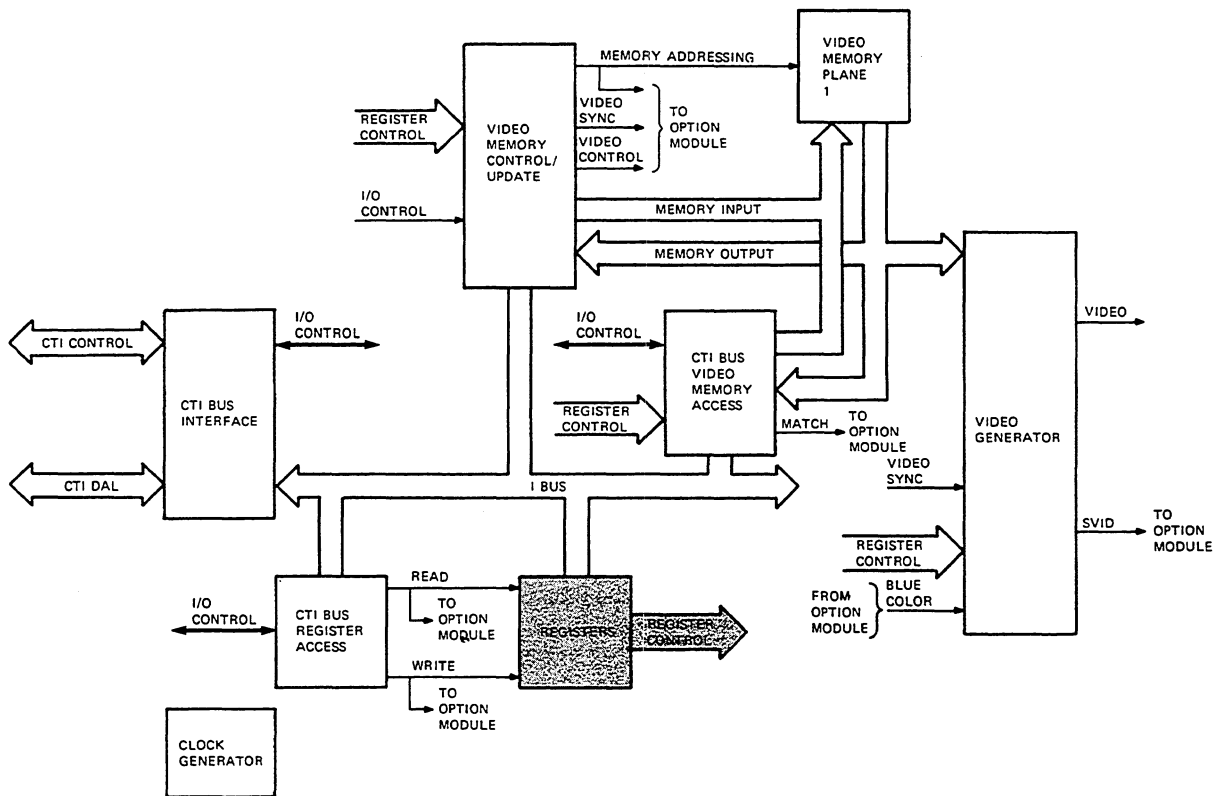 MEMORY ADDRESSING
VIDEO
MEMORY
PLANE
1
REGISTER
CONTROL
VIDEO
MEMORY
CONTROL/
UPDATE
VIDEO
SYNC
VIDEO
CONTROL
TO
OPTION
MODULE
I/O
CONTROL
MEMORY INPUT
MEMORY OUTPUT
CTI CONTROL
CTI BUS
INTERFACE
I/O
CONTROL
I/O
CONTROL
CTI BUS
VIDEO
MEMORY
ACCESS
REGISTER
CONTROL
MATCH
TO
OPTION
MODULE
VIDEO
GENERATOR
VIDEO
CTI DAL
I BUS
VIDEO
SYNC
SVID
TO
OPTION
MODULE
REGISTER
CONTROL
FROM
OPTION
MODULE
BLUE
COLOR
I/O
CONTROL
CTI BUS
REGISTER
ACCESS
READ
TO
OPTION
MODULE
WRITE
TO
OPTION
MODULE
REGISTERS
REGISTER
CONTROL
CLOCK
GENERATOR